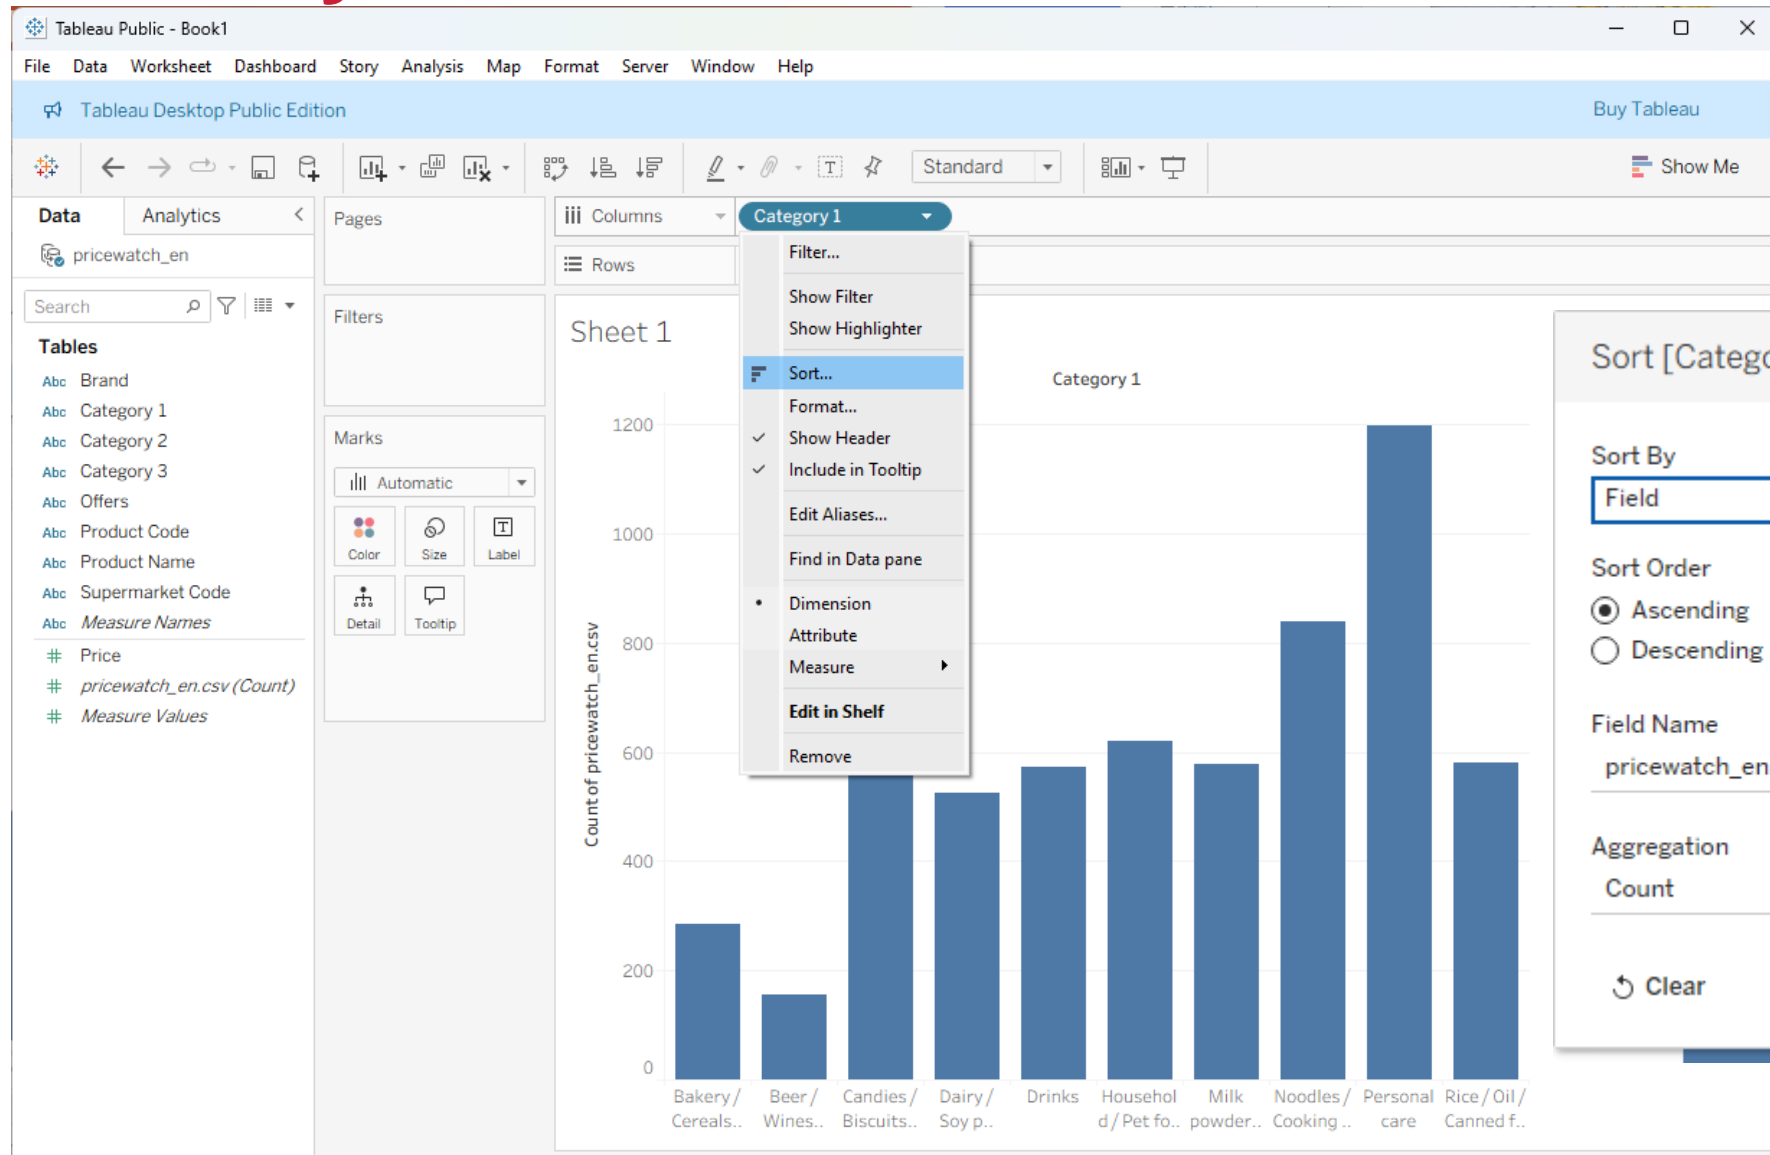 Tableau Public - Book1
File Data Worksheet Dashboard Story Analysis Map Format Server Window Help
Tableau Desktop Public Edition
Buy Tableau
Standard
Show Me
Data Analytics
pricewatch_en
Search
Tables
Abc Brand
Abc Category 1
Abc Category 2
Abc Category 3
Abc Offers
Abc Product Code
Abc Product Name
Abc Supermarket Code
Abc Measure Names
# Price
# pricewatch_en.csv (Count)
# Measure Values
Pages
Filters
Marks
Automatic
Color Size Label
Detail Tooltip
Columns Category 1
Rows
Filter...
Show Filter
Show Highlighter
Sort...
Format...
Show Header
Include in Tooltip
Edit Aliases...
Find in Data pane
Dimension
Attribute
Measure
Edit in Shelf
Remove
Sheet 1
Category 1
Count of pricewatch_en.csv
1200
1000
800
600
400
200
0
Bakery / Cereals..
Beer / Wines..
Candies / Biscuits..
Dairy / Soy p..
Drinks
Househol d / Pet fo..
Milk powder..
Noodles / Cooking ..
Personal care
Rice / Oil / Canned f..
Sort [Catego
Sort By
Field
Sort Order
Ascending
Descending
Field Name
pricewatch_en
Aggregation
Count
Clear